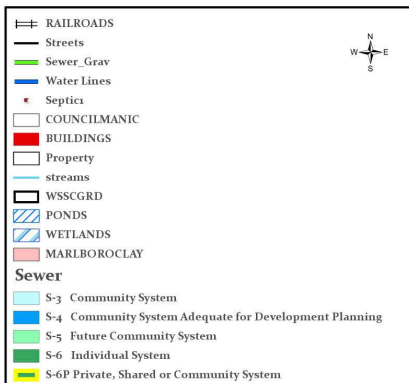 RAILROADS
N
Streets
W E
Sewer_Grav
S
Water Lines
Septic1
COUNCILMANIC
BUILDINGS
Property
streams
WSSCGRD
PONDS
WETLANDS
MARLBOROCLAY
Sewer
S-3 Community System
S-4 Community System Adequate for Development Planning
S-5 Future Community System
S-6 Individual System
S-6P Private, Shared or Community System